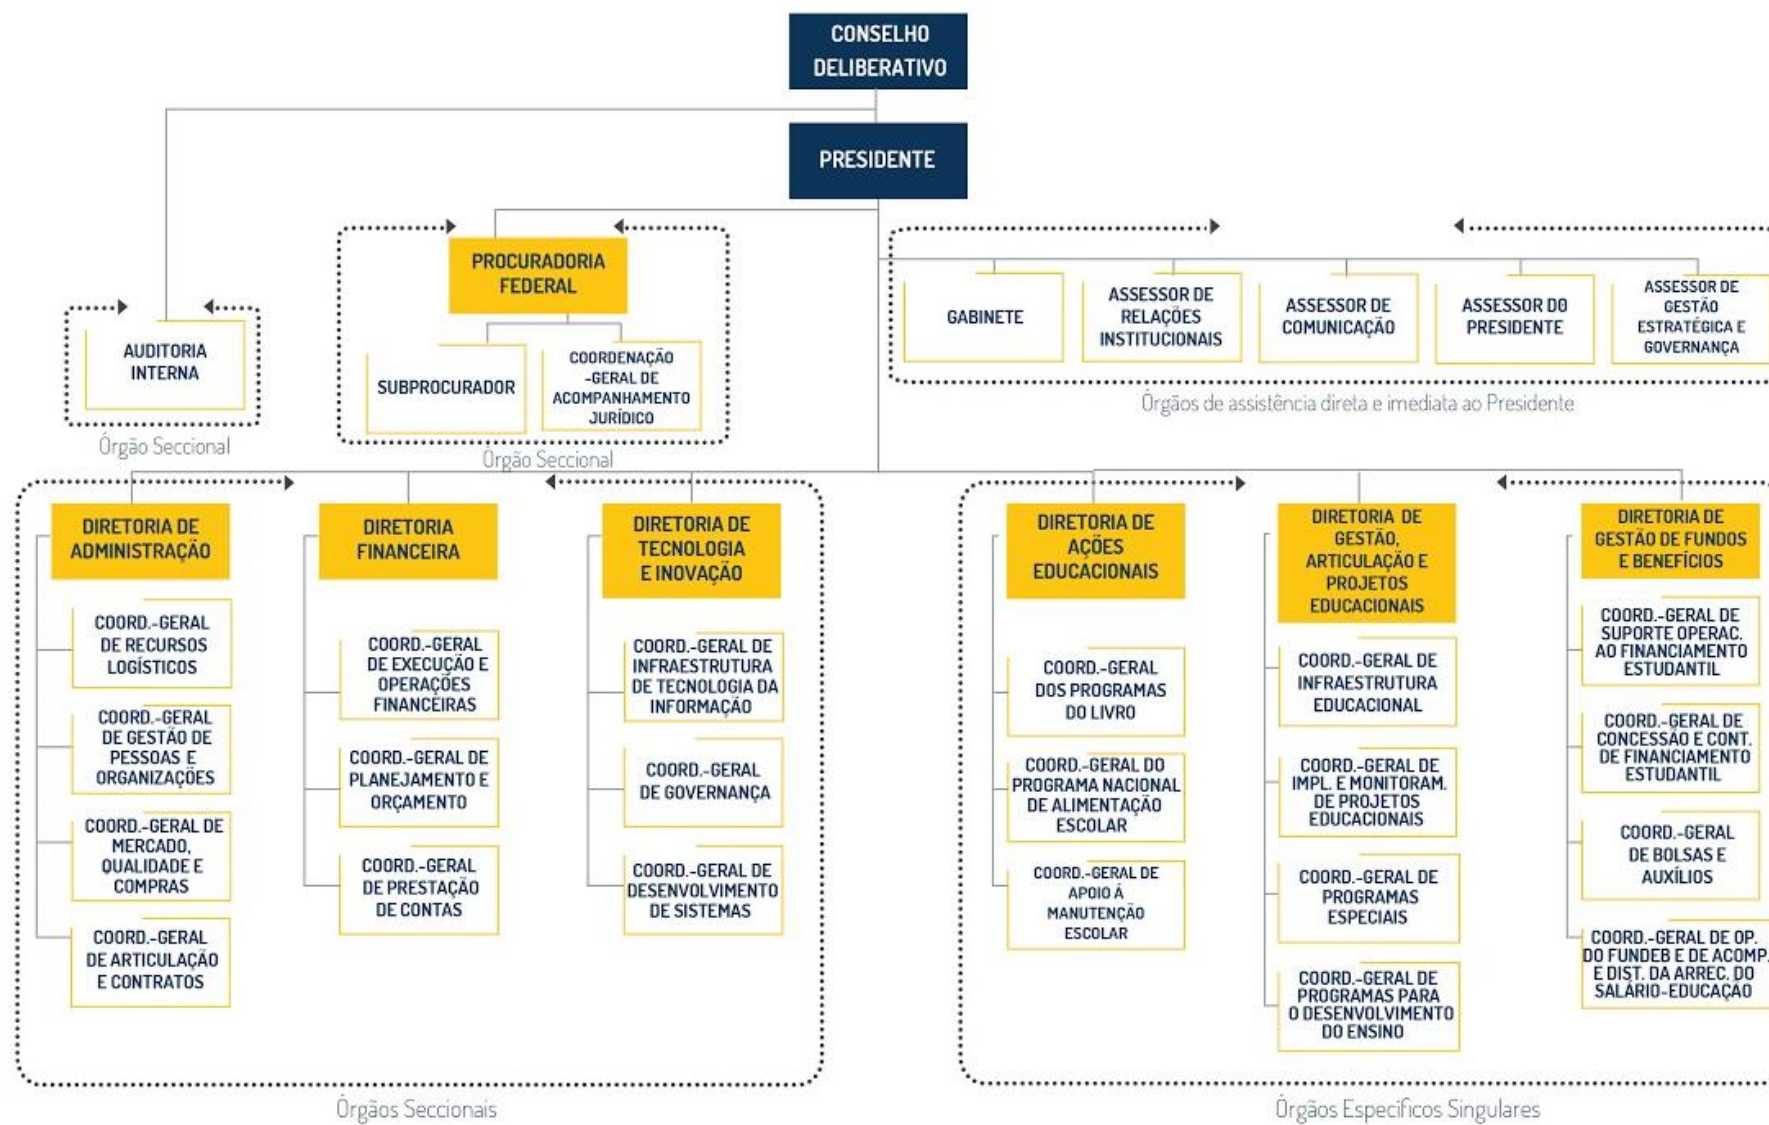 CONSELHO
DELIBERATIVO
PRESIDENTE
PROCURADORIA
FEDERAL
SUBPROCURADOR
COORDENAÇÃO
-GERAL DE
ACOMPANHAMENTO
JURÍDICO
Órgão Seccional
AUDITORIA
INTERNA
Órgão Seccional
GABINETE
ASSESSOR DE
RELAÇÕES
INSTITUCIONAIS
ASSESSOR DE
COMUNICAÇÃO
ASSESSOR DO
PRESIDENTE
ASSESSOR DE
GESTÃO
ESTRATÉGICA E
GOVERNANÇA
Órgãos de assistência direta e imediata ao Presidente
DIRETORIA DE
ADMINISTRAÇÃO
COORD.-GERAL
DE RECURSOS
LOGÍSTICOS
COORD.-GERAL
DE GESTÃO DE
PESSOAS E
ORGANIZAÇÕES
COORD.-GERAL DE
MERCADO,
QUALIDADE E
COMPRAS
COORD.-GERAL
DE ARTICULAÇÃO
E CONTRATOS
DIRETORIA
FINANCEIRA
COORD.-GERAL
DE EXECUÇÃO E
OPERAÇÕES
FINANCEIRAS
COORD.-GERAL DE
PLANEJAMENTO E
ORÇAMENTO
COORD.-GERAL
DE PRESTAÇÃO
DE CONTAS
DIRETORIA DE
TECNOLOGIA
E INOVAÇÃO
COORD.-GERAL DE
INFRAESTRUTURA
DE TECNOLOGIA DA
INFORMAÇÃO
COORD.-GERAL
DE GOVERNANÇA
COORD.-GERAL DE
DESENVOLVIMENTO
DE SISTEMAS
Órgãos Seccionais
DIRETORIA DE
AÇÕES
EDUCACIONAIS
COORD.-GERAL
DOS PROGRAMAS
DO LIVRO
COORD.-GERAL DO
PROGRAMA NACIONAL
DE ALIMENTAÇÃO
ESCOLAR
COORD.-GERAL DE
APOIO Á
MANUTENÇÃO
ESCOLAR
DIRETORIA DE
GESTÃO,
ARTICULAÇÃO E
PROJETOS
EDUCACIONAIS
COORD.-GERAL DE
INFRAESTRUTURA
EDUCACIONAL
COORD.-GERAL DE
IMPL. E MONITORAM.
DE PROJETOS
EDUCACIONAIS
COORD.-GERAL DE
PROGRAMAS
ESPECIAIS
COORD.-GERAL DE
PROGRAMAS PARA
O DESENVOLVIMENTO
DO ENSINO
DIRETORIA DE
GESTÃO DE FUNDOS
E BENEFÍCIOS
COORD.-GERAL DE
SUPORTE OPERAC.
AO FINANCIAMENTO
ESTUDANTIL
COORD.-GERAL DE
CONCESSÃO E CONT.
DE FINANCIAMENTO
ESTUDANTIL
COORD.-GERAL
DE BOLSAS E
AUXÍLIOS
COORD.-GERAL DE OP.
DO FUNDEB E DE ACOMP.
E DIST. DA ARREC. DO
SALÁRIO-EDUCAÇÃO
Órgãos Específicos Singulares